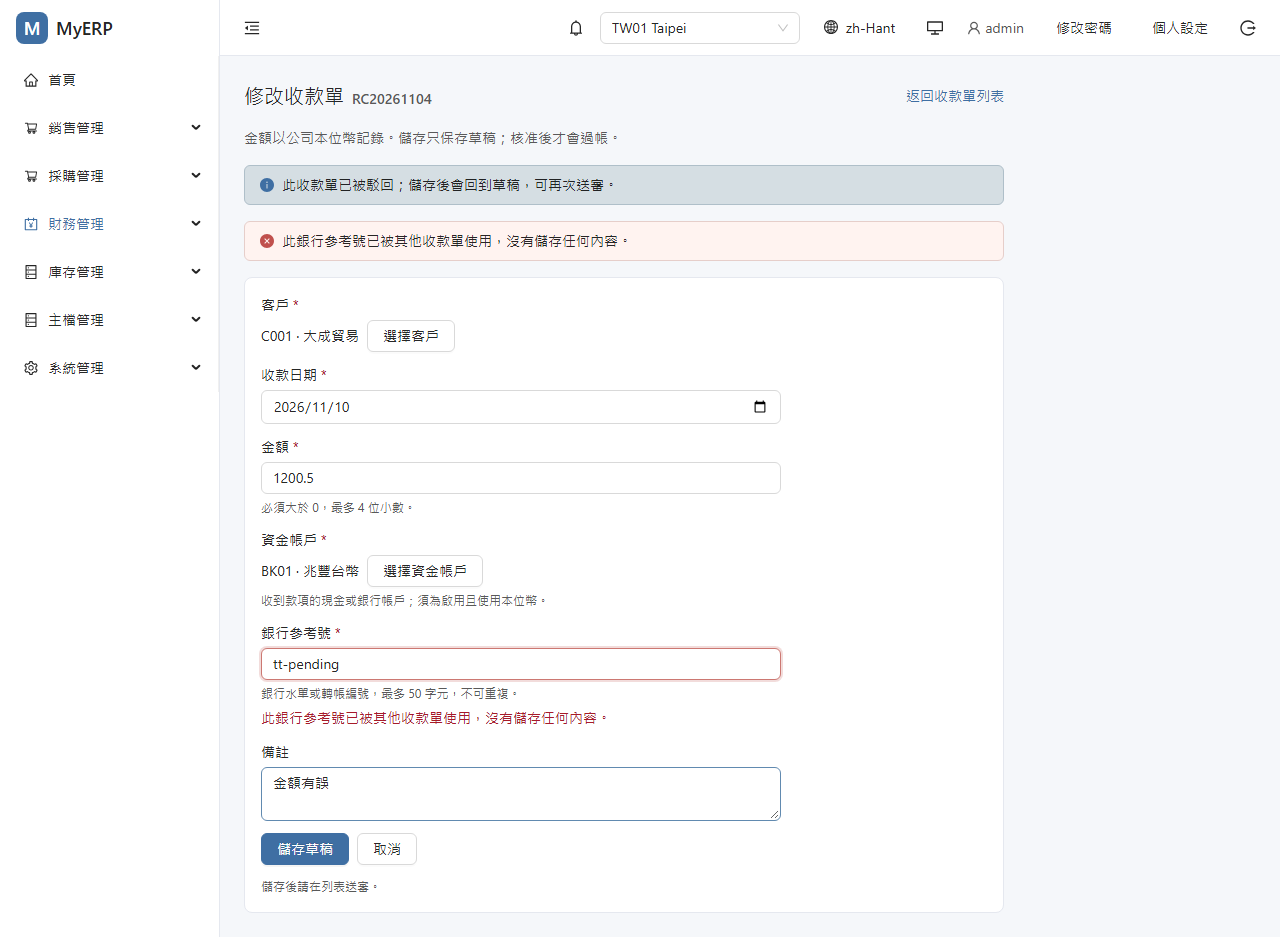 M MyERP
TW01 Taipei
zh-Hant
admin
修改密碼
個人設定
首頁
銷售管理
採購管理
財務管理
庫存管理
主檔管理
系統管理
修改收款單 RC20261104
返回收款單列表
金額以公司本位幣記錄。儲存只保存草稿；核准後才會過帳。
此收款單已被駁回；儲存後會回到草稿，可再次送審。
此銀行參考號已被其他收款單使用，沒有儲存任何內容。
客戶 *
C001 · 大成貿易 選擇客戶
收款日期 *
2026/11/10
金額 *
1200.5
必須大於 0，最多 4 位小數。
資金帳戶 *
BK01 · 兆豐台幣 選擇資金帳戶
收到款項的現金或銀行帳戶；須為啟用且使用本位幣。
銀行參考號 *
tt-pending
銀行水單或轉帳編號，最多 50 字元，不可重複。
此銀行參考號已被其他收款單使用，沒有儲存任何內容。
備註
金額有誤
儲存草稿 取消
儲存後請在列表送審。